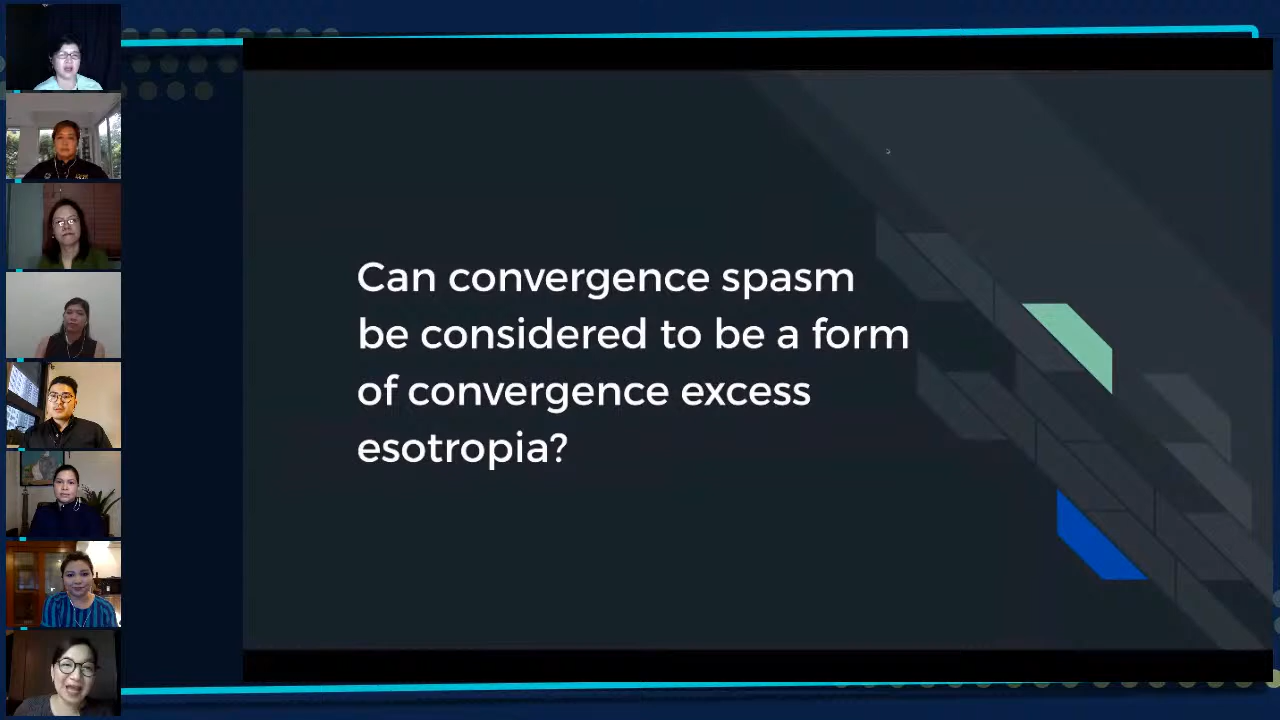 Can convergence spasm
be considered to be a form
of convergence excess
esotropia?